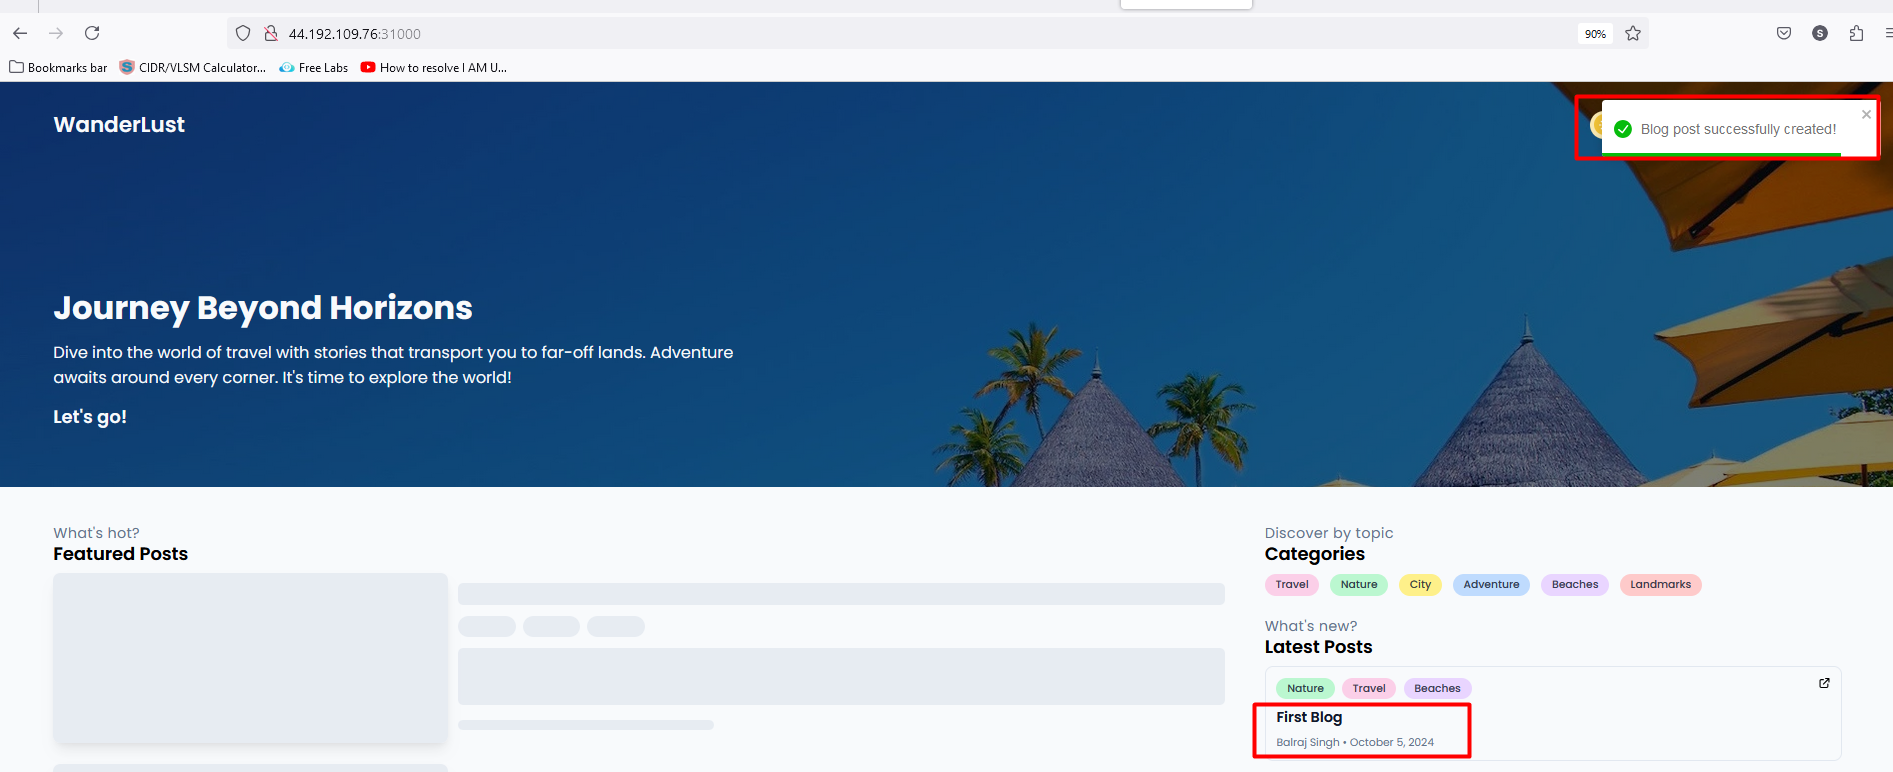 44.192.109.76:31000
90%
S
Bookmarks bar
S
CIDR/VLSM Calculator...
Free Labs
How to resolve I AM U...
WanderLust
Blog post successfully created!
Journey Beyond Horizons
Dive into the world of travel with stories that transport you to far-off lands. Adventure
awaits around every corner. It's time to explore the world!
Let's go!
What's hot?
Featured Posts
Discover by topic
Categories
Travel Nature City Adventure Beaches Landmarks
What's new?
Latest Posts
Nature Travel Beaches
First Blog
Balraj Singh • October 5, 2024